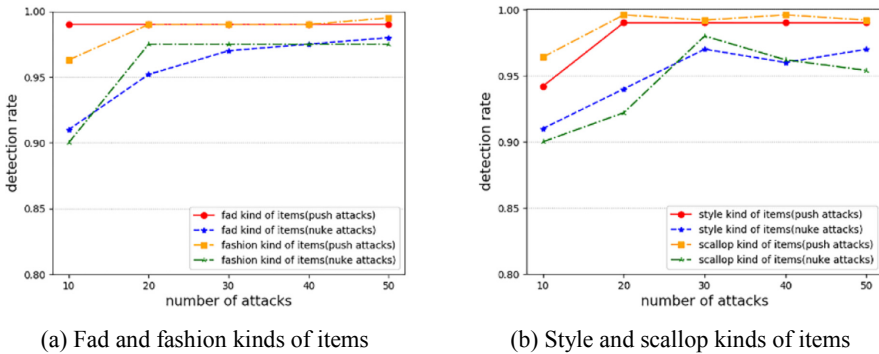 1.00
0.95
0.90
0.85
0.80
detection rate
fad kind of items(push attacks)
fad kind of items(nuke attacks)
fashion kind of items(push attacks)
fashion kind of items(nuke attacks)
10 20 30 40 50
number of attacks
(a) Fad and fashion kinds of items
1.00
0.95
0.90
0.85
0.80
detection rate
style kind of items(push attacks)
style kind of items(nuke attacks)
scallop kind of items(push attacks)
scallop kind of items(nuke attacks)
10 20 30 40 50
number of attacks
(b) Style and scallop kinds of items